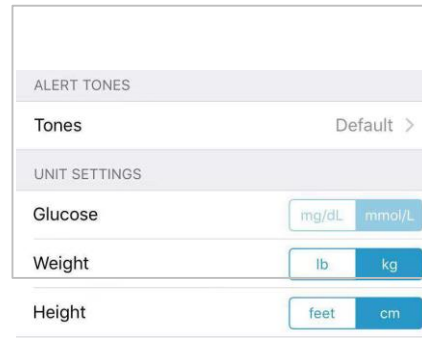 ALERT TONES
Tones Default >
UNIT SETTINGS
Glucose mg/dL mmol/L
Weight lb kg
Height feet cm